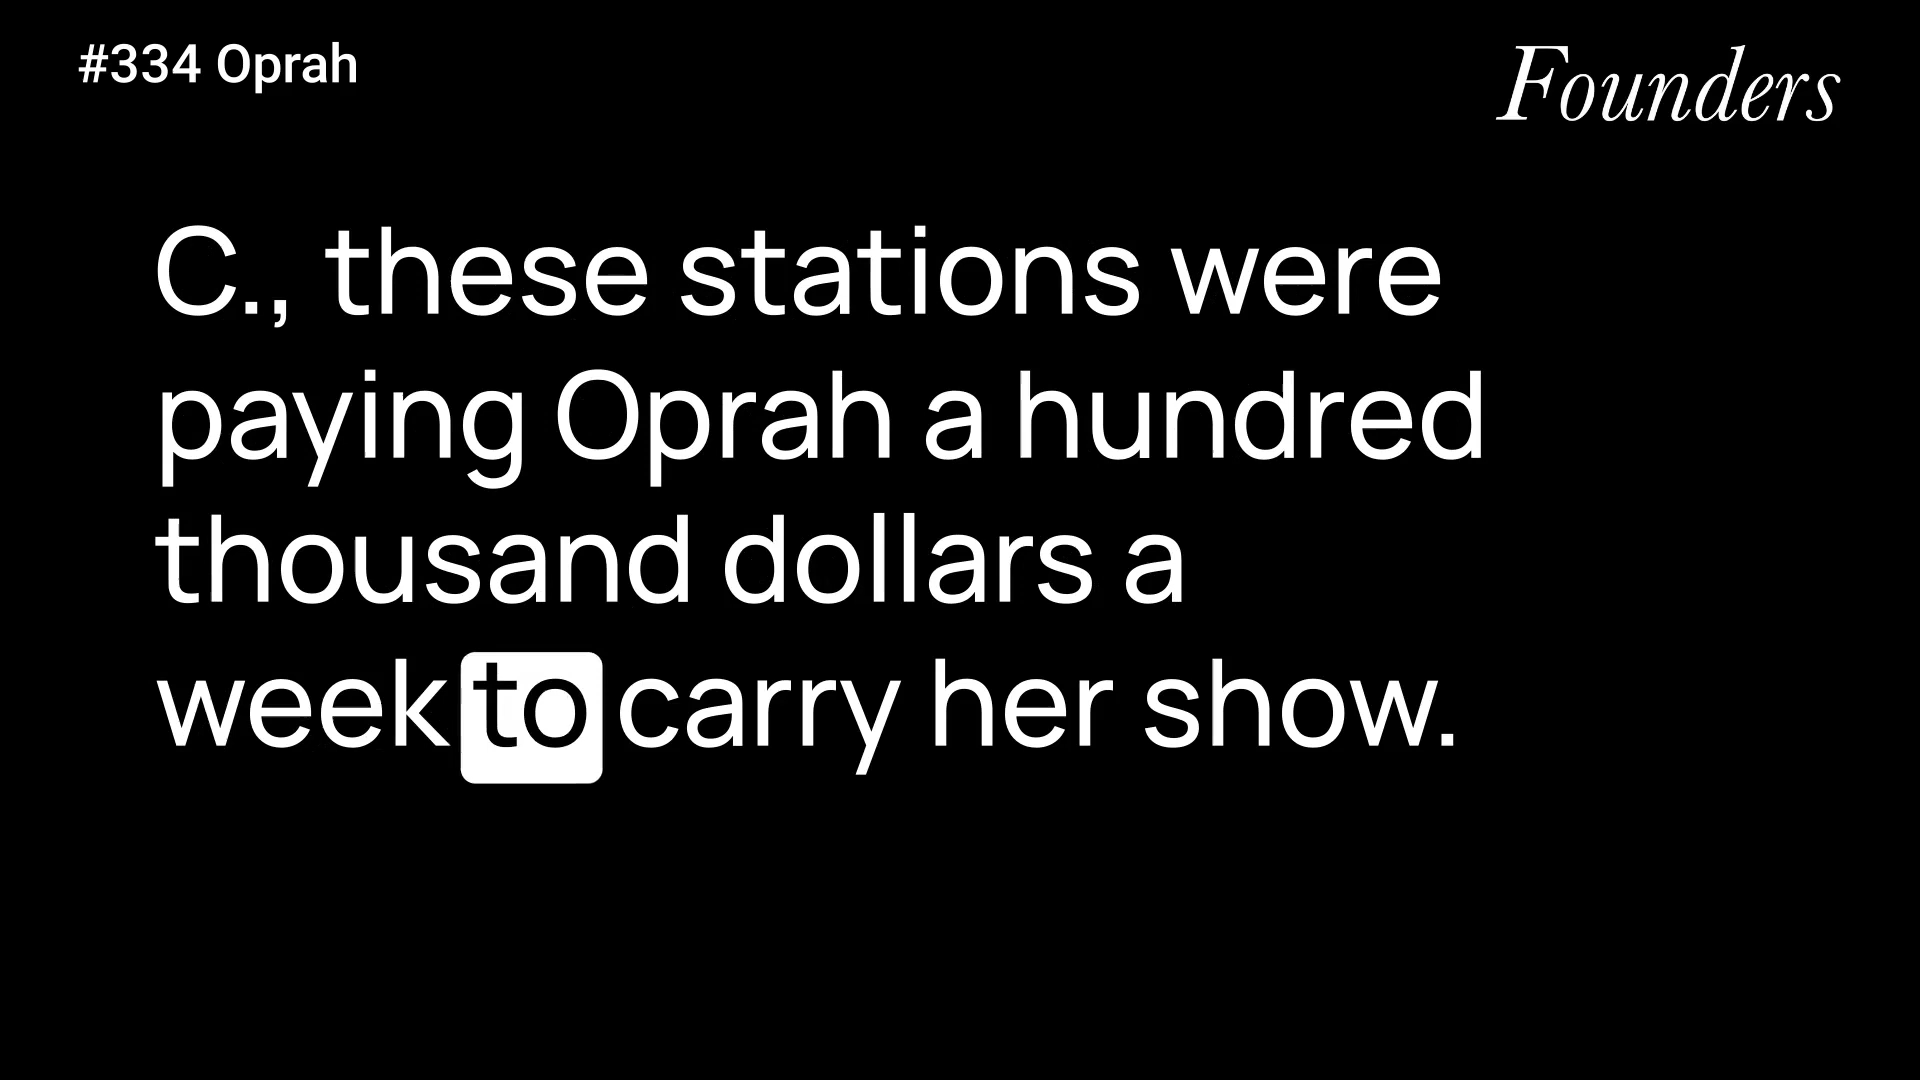 #334 Oprah
Founders
C., these stations were
paying Oprah a hundred
thousand dollars a
week to carry her show.